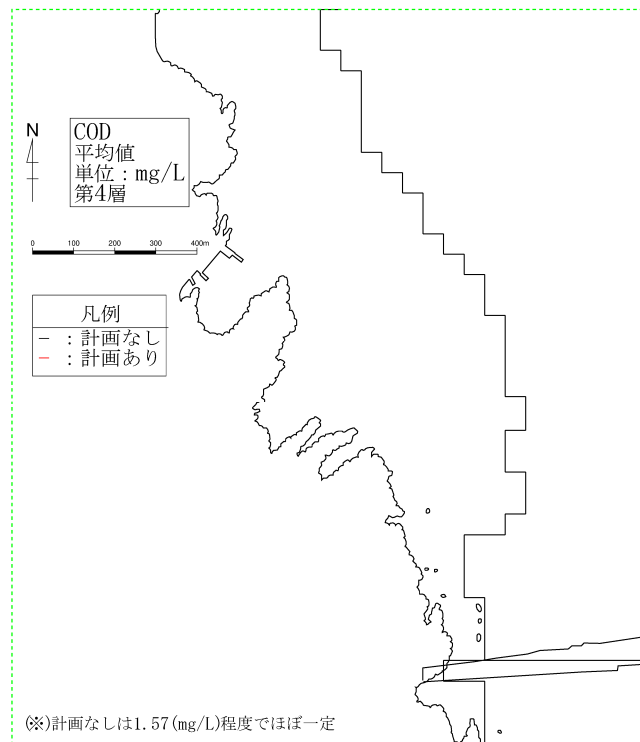 N
COD
平均値
単位：mg/L
第4層
0 100 200 300 400m
凡例
－ ：計画なし
－ ：計画あり
(※)計画なしは1.57(mg/L)程度でほぼ一定